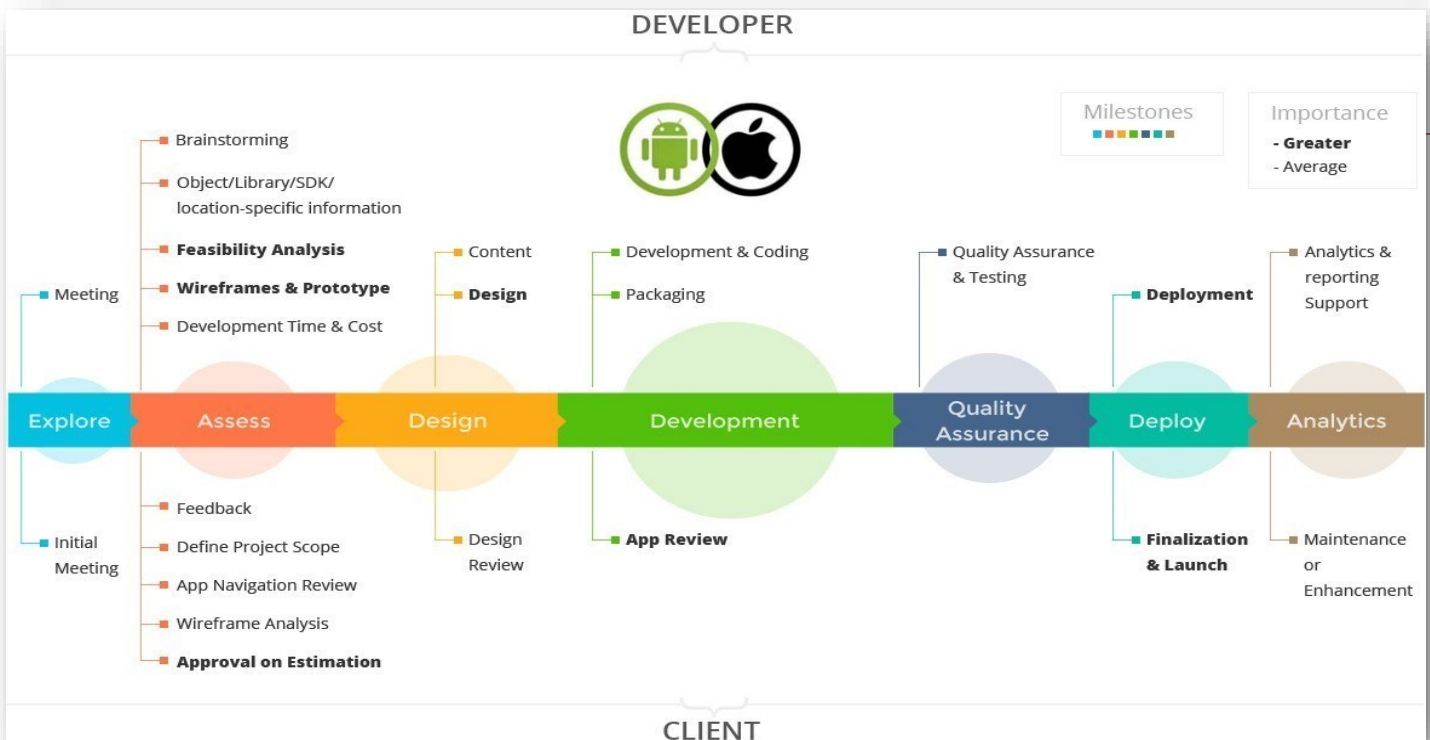 DEVELOPER
Milestones
Importance
- Greater
- Average
Brainstorming
Object/Library/SDK/
location-specific information
Feasibility Analysis
Wireframes & Prototype
Development Time & Cost
Meeting
Content
Design
Development & Coding
Packaging
Quality Assurance
& Testing
Deployment
Analytics &
reporting
Support
Explore
Assess
Design
Development
Quality
Assurance
Deploy
Analytics
Initial
Meeting
Feedback
Define Project Scope
App Navigation Review
Wireframe Analysis
Approval on Estimation
Design
Review
App Review
Finalization
& Launch
Maintenance
or
Enhancement
CLIENT